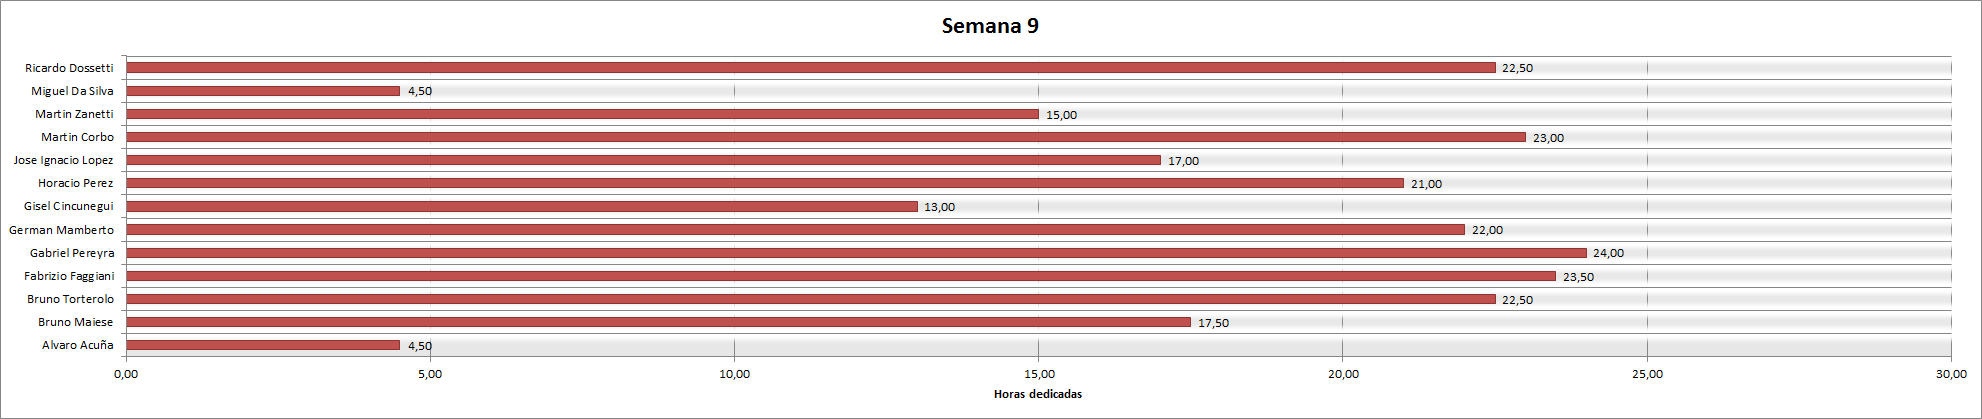 Semana 9
Ricardo Dossetti 22,50
Miguel Da Silva 4,50
Martin Zanetti 15,00
Martin Corbo 23,00
Jose Ignacio Lopez 17,00
Horacio Perez 21,00
Gisel Cincunegui 13,00
German Mamberto 22,00
Gabriel Pereyra 24,00
Fabrizio Faggiani 23,50
Bruno Torterolo 22,50
Bruno Maiese 17,50
Alvaro Acuña 4,50
0,00 5,00 10,00 15,00 20,00 25,00 30,00
Horas dedicadas